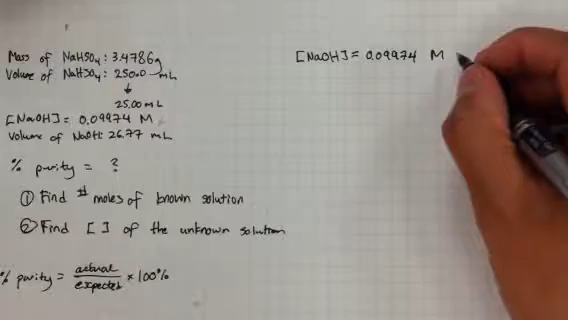 Mass of NaHSO₄: 3.4786g
Volume of NaHSO₄: 250.0 mL
↓
25.00 mL
[NaOH] = 0.09974 M
Volume of NaOH: 26.77 mL
% purity = ?
① Find # moles of known solution
② Find [ ] of the unknown solution
% purity = actual / expected × 100%
[NaOH] = 0.09974 M